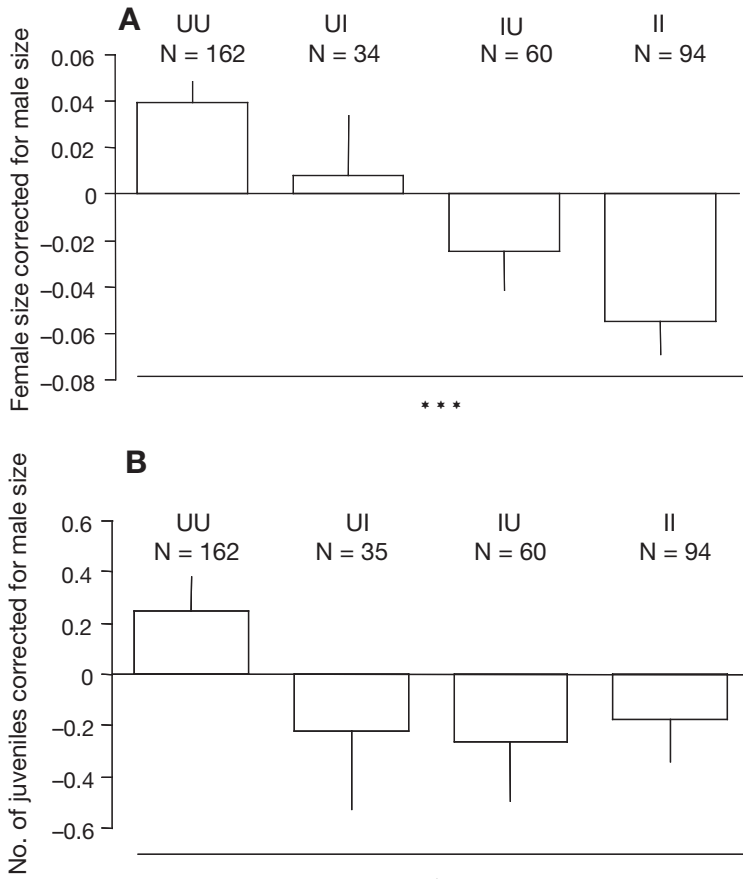 A
UU UI IU II
N = 162 N = 34 N = 60 N = 94
Female size corrected for male size
0.06
0.04
0.02
0
−0.02
−0.04
−0.06
−0.08
* * *
B
UU UI IU II
N = 162 N = 35 N = 60 N = 94
No. of juveniles corrected for male size
0.6
0.4
0.2
0
−0.2
−0.4
−0.6